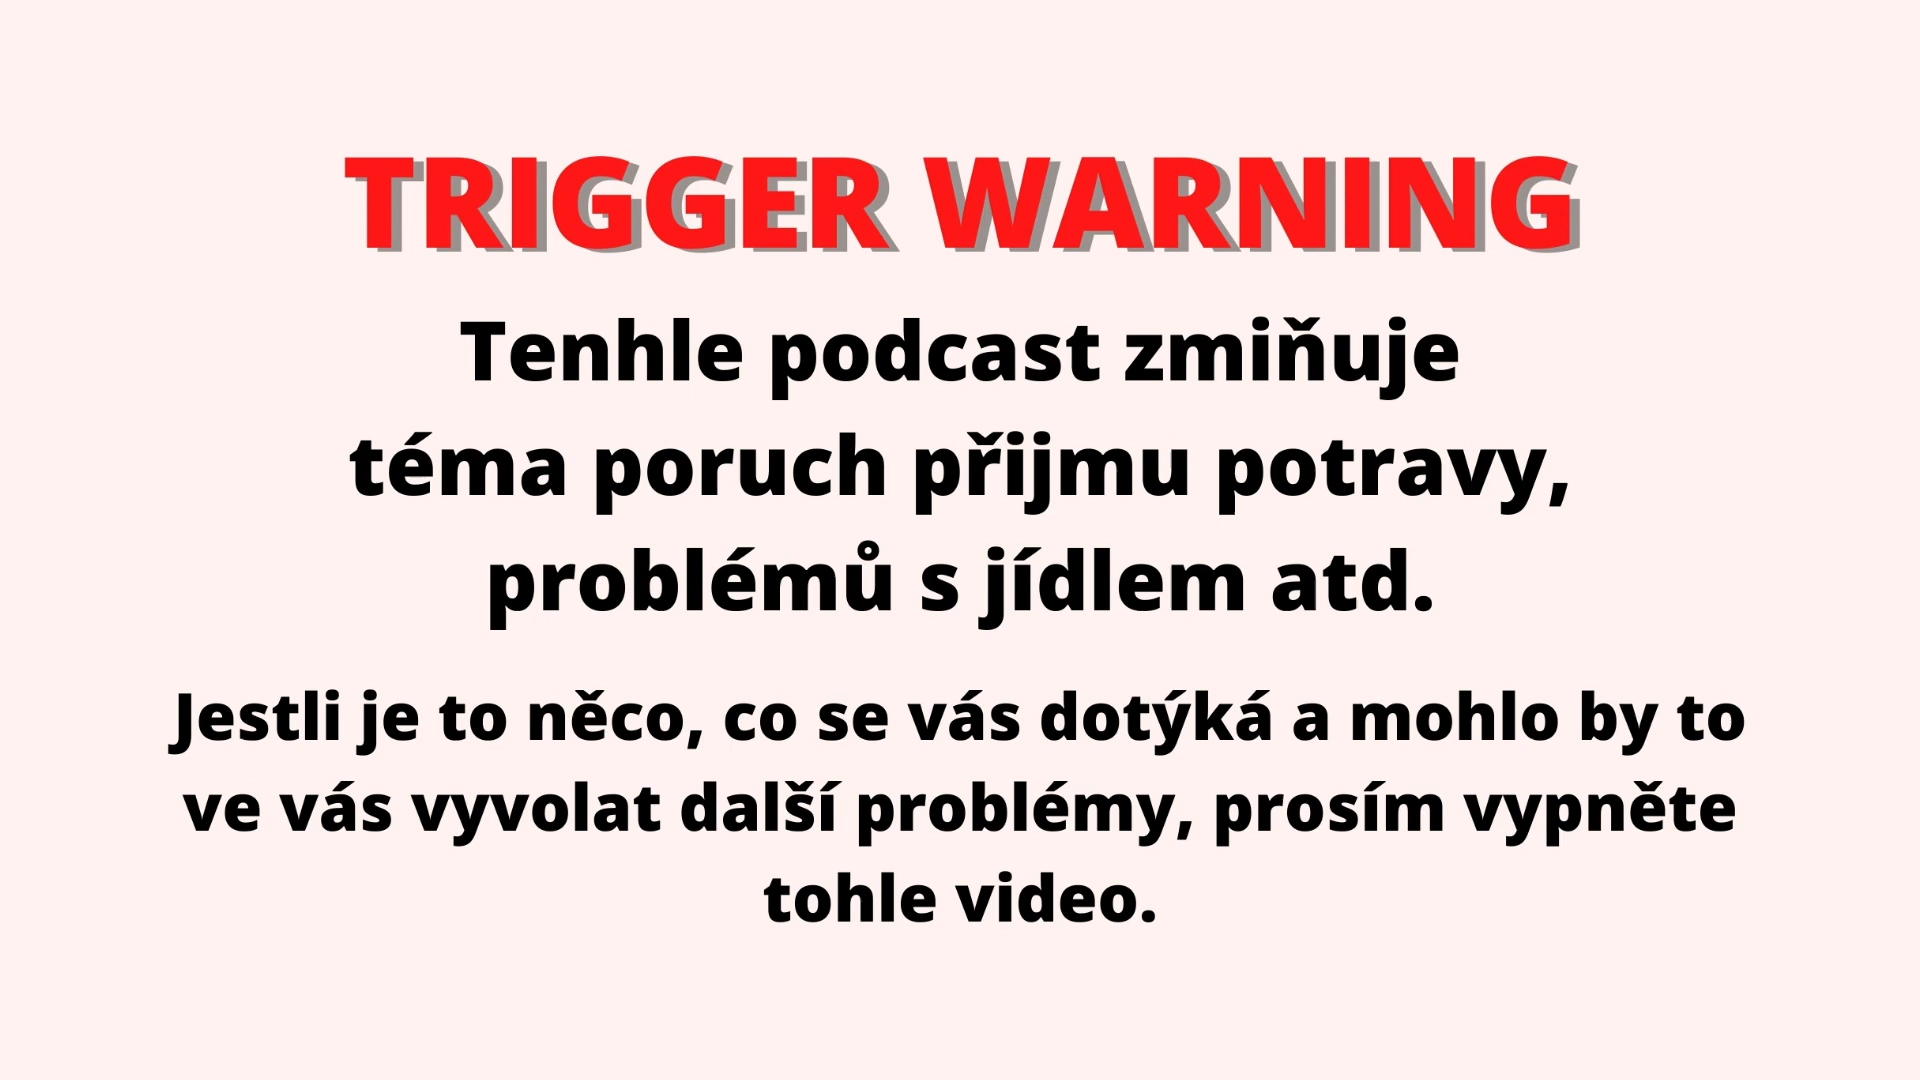 TRIGGER WARNING
Tenhle podcast zmiňuje
téma poruch přijmu potravy,
problémů s jídlem atd.
Jestli je to něco, co se vás dotýká a mohlo by to
ve vás vyvolat další problémy, prosím vypněte
tohle video.